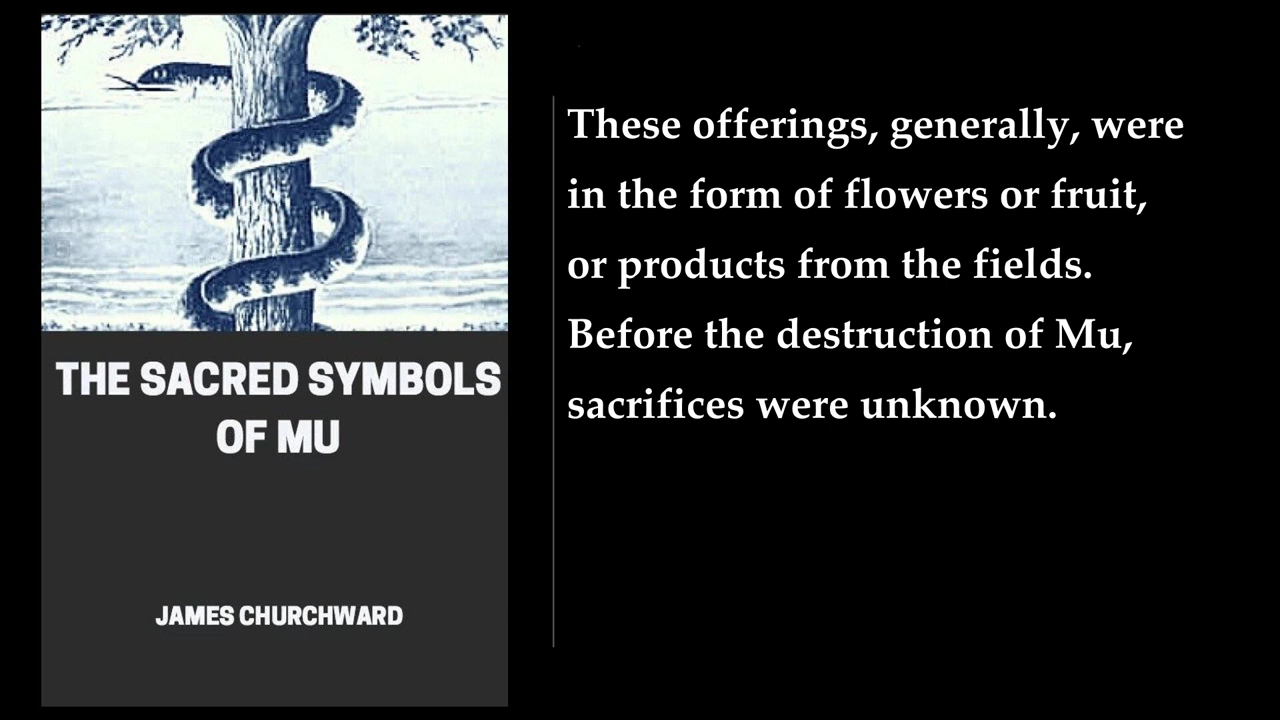 THE SACRED SYMBOLS
OF MU
JAMES CHURCHWARD
These offerings, generally, were
in the form of flowers or fruit,
or products from the fields.
Before the destruction of Mu,
sacrifices were unknown.